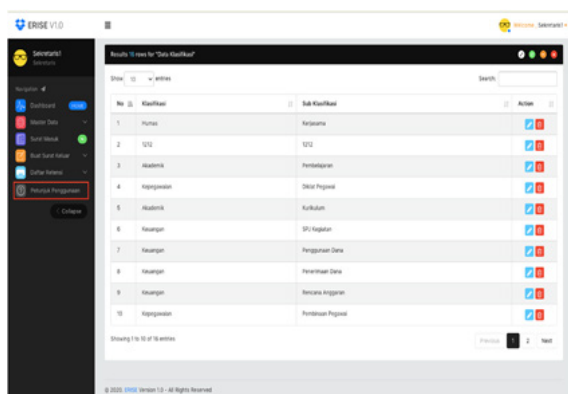 ERISE V1.0
Welcome, Sekretaris1
Sekretaris1
Sekretaris
Navigation
Dashboard
Master Data
Surat Masuk
Buat Surat Keluar
Daftar Retensi
Petunjuk Penggunaan
Collapse
Results 16 rows for "Data Klasifikasi"
Show 10 entries
Search:
No Klasifikasi Sub Klasifikasi Action
1 Humas Kerjasama
2 1212 1212
3 Akademik Pembelajaran
4 Kepegawaian Diklat Pegawai
5 Akademik Kurikulum
6 Keuangan SPJ Kegiatan
7 Keuangan Penggunaan Dana
8 Keuangan Penerimaan Dana
9 Keuangan Rencana Anggaran
10 Kepegawaian Pembinaan Pegawai
Showing 1 to 10 of 16 entries
Previous 1 2 Next
© 2020. ERISE Version 1.0 - All Rights Reserved